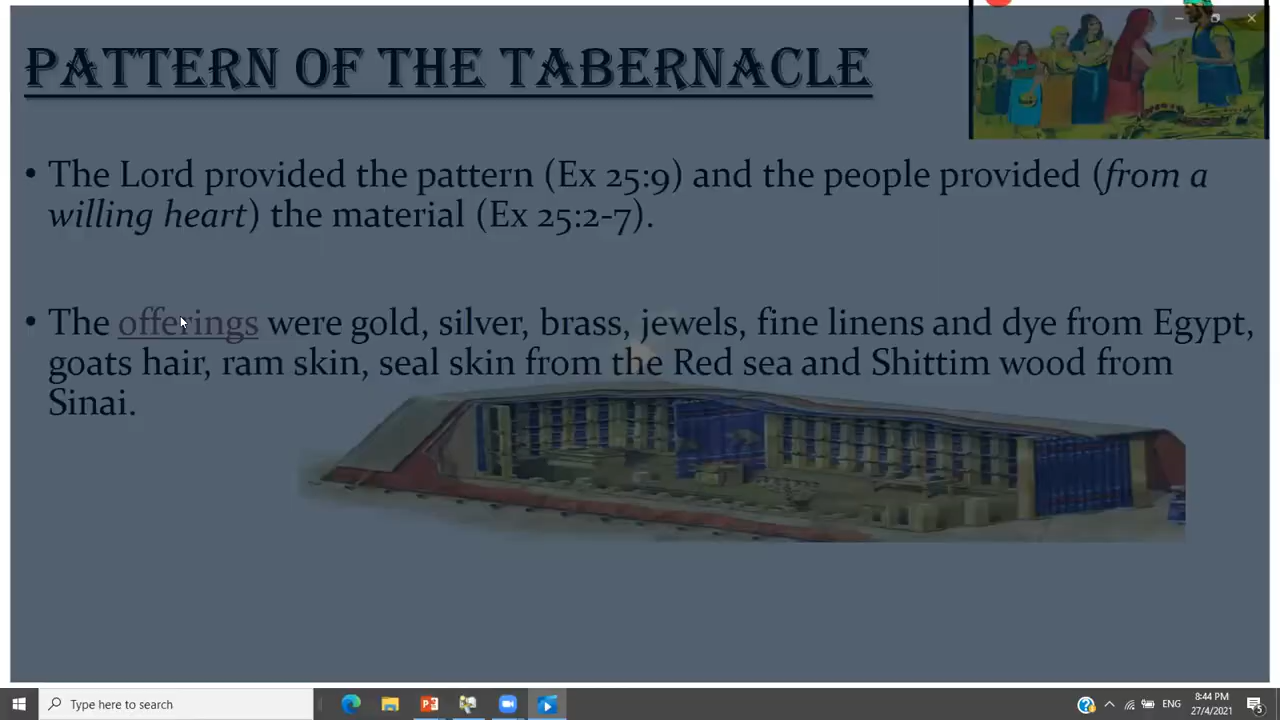 PATTERN OF THE TABERNACLE
• The Lord provided the pattern (Ex 25:9) and the people provided (from a
willing heart) the material (Ex 25:2-7).
• The offerings were gold, silver, brass, jewels, fine linens and dye from Egypt,
goats hair, ram skin, seal skin from the Red sea and Shittim wood from
Sinai.
Type here to search
ENG
8:44 PM
27/4/2021